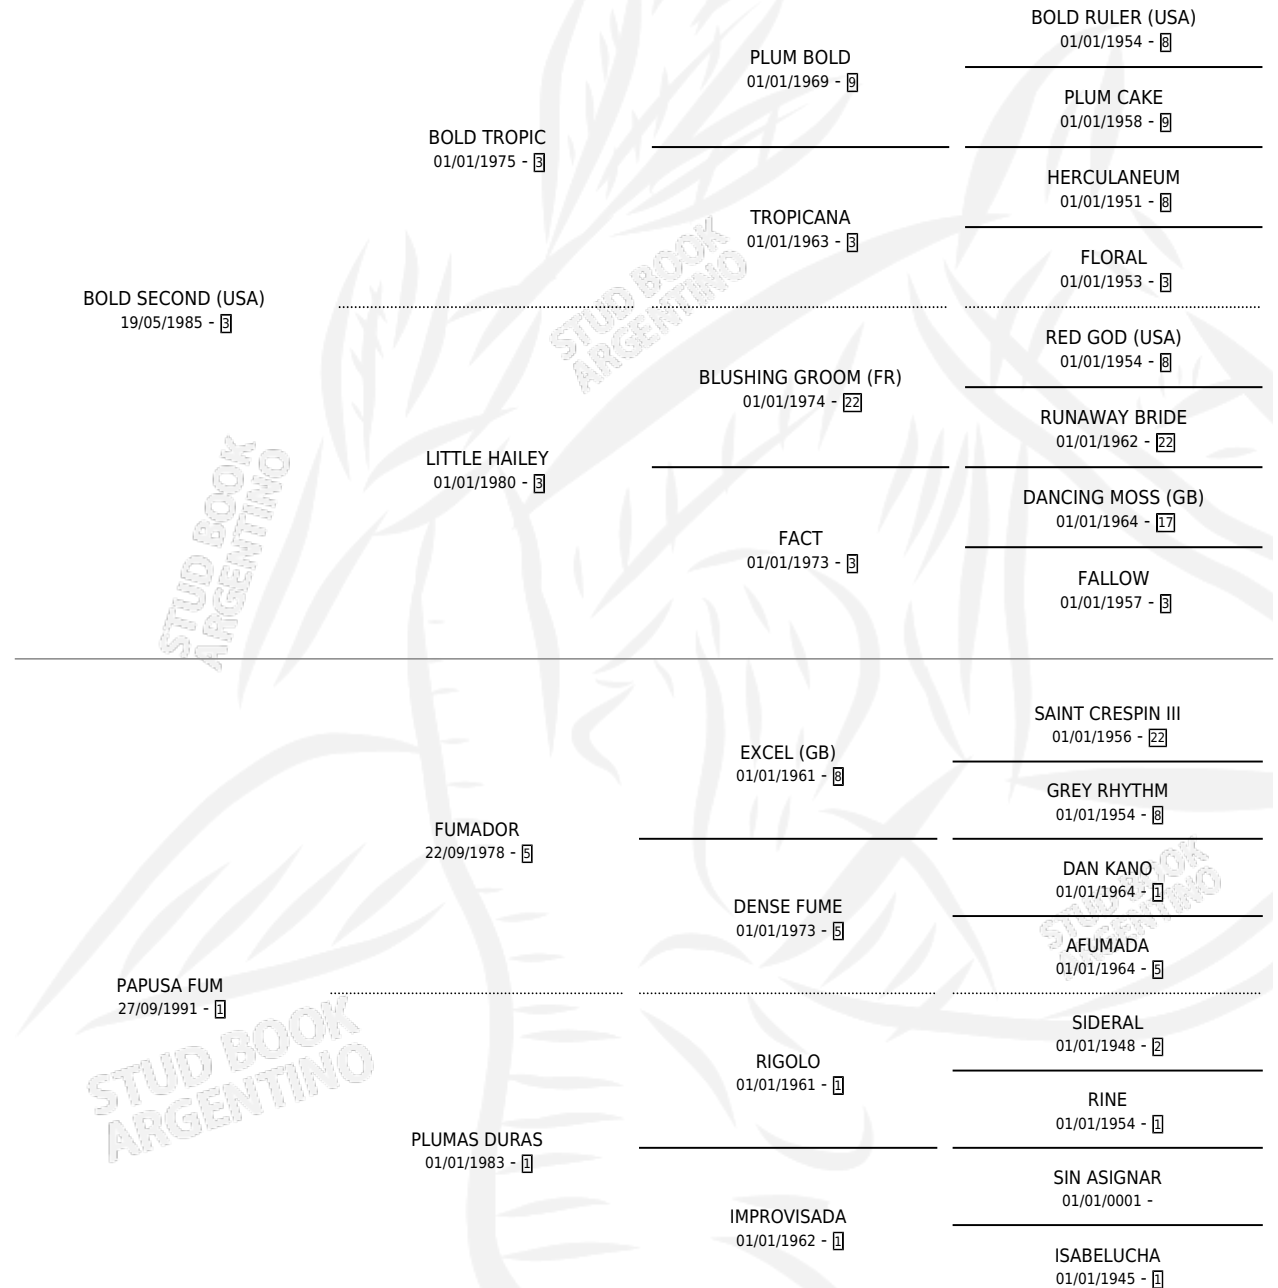 BOLD RULER (USA)
01/01/1954 - 8
PLUM BOLD
01/01/1969 - 9
PLUM CAKE
01/01/1958 - 9
BOLD TROPIC
01/01/1975 - 3
HERCULANEUM
01/01/1951 - 8
TROPICANA
01/01/1963 - 3
FLORAL
01/01/1953 - 3
BOLD SECOND (USA)
19/05/1985 - 3
RED GOD (USA)
01/01/1954 - 8
BLUSHING GROOM (FR)
01/01/1974 - 22
RUNAWAY BRIDE
01/01/1962 - 22
LITTLE HAILEY
01/01/1980 - 3
DANCING MOSS (GB)
01/01/1964 - 17
FACT
01/01/1973 - 3
FALLOW
01/01/1957 - 3
STUD BOOK
ARGENTINO
STUD BOOK
ARGENTINO
SAINT CRESPIN III
01/01/1956 - 22
EXCEL (GB)
01/01/1961 - 8
GREY RHYTHM
01/01/1954 - 8
FUMADOR
22/09/1978 - 5
DAN KANO
01/01/1964 - 1
DENSE FUME
01/01/1973 - 5
AFUMADA
01/01/1964 - 5
PAPUSA FUM
27/09/1991 - 1
SIDERAL
01/01/1948 - 2
RIGOLO
01/01/1961 - 1
RINE
01/01/1954 - 1
PLUMAS DURAS
01/01/1983 - 1
SIN ASIGNAR
01/01/0001 -
IMPROVISADA
01/01/1962 - 1
ISABELUCHA
01/01/1945 - 1
STUD BOOK
ARGENTINO
STUD BOOK
ARGENTINO